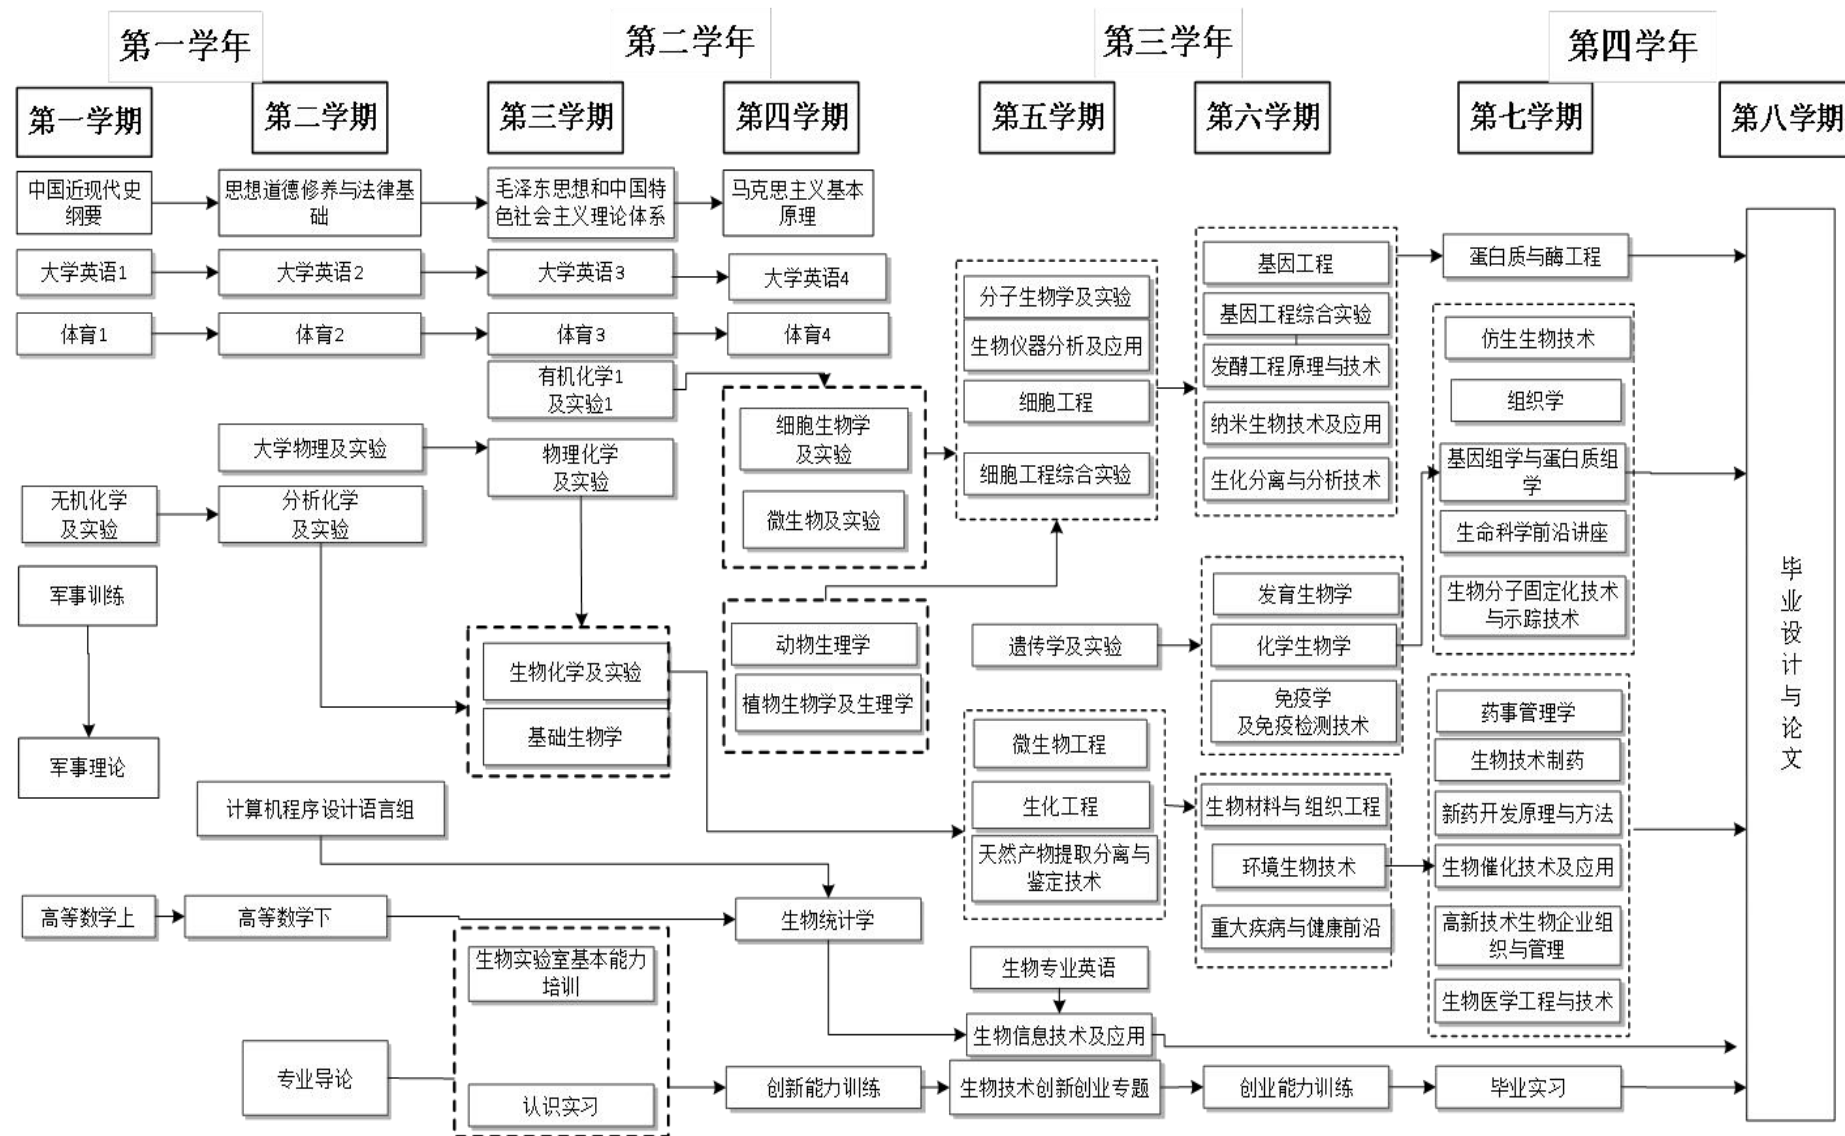 第一学年
第二学年
第三学年
第四学年
第一学期
第二学期
第三学期
第四学期
第五学期
第六学期
第七学期
第八学期
中国近现代史
纲要
思想道德修养与法律基
础
毛泽东思想和中国特
色社会主义理论体系
马克思主义基本
原理
大学英语1
大学英语2
大学英语3
大学英语4
体育1
体育2
体育3
体育4
有机化学1
及实验1
大学物理及实验
物理化学
及实验
无机化学
及实验
分析化学
及实验
细胞生物学
及实验
微生物及实验
军事训练
军事理论
生物化学及实验
基础生物学
动物生理学
植物生物学及生理学
计算机程序设计语言组
高等数学上
高等数学下
生物统计学
生物实验室基本能力
培训
认识实习
专业导论
创新能力训练
分子生物学及实验
生物仪器分析及应用
细胞工程
细胞工程综合实验
遗传学及实验
微生物工程
生化工程
天然产物提取分离与
鉴定技术
生物专业英语
生物信息技术及应用
生物技术创新创业专题
基因工程
基因工程综合实验
发酵工程原理与技术
纳米生物技术及应用
生化分离与分析技术
发育生物学
化学生物学
免疫学
及免疫检测技术
生物材料与组织工程
环境生物技术
重大疾病与健康前沿
创业能力训练
蛋白质与酶工程
仿生生物技术
组织学
基因组学与蛋白质组
学
生命科学前沿讲座
生物分子固定化技术
与示踪技术
药事管理学
生物技术制药
新药开发原理与方法
生物催化技术及应用
高新技术生物企业组
织与管理
生物医学工程与技术
毕业实习
毕业设计与论文